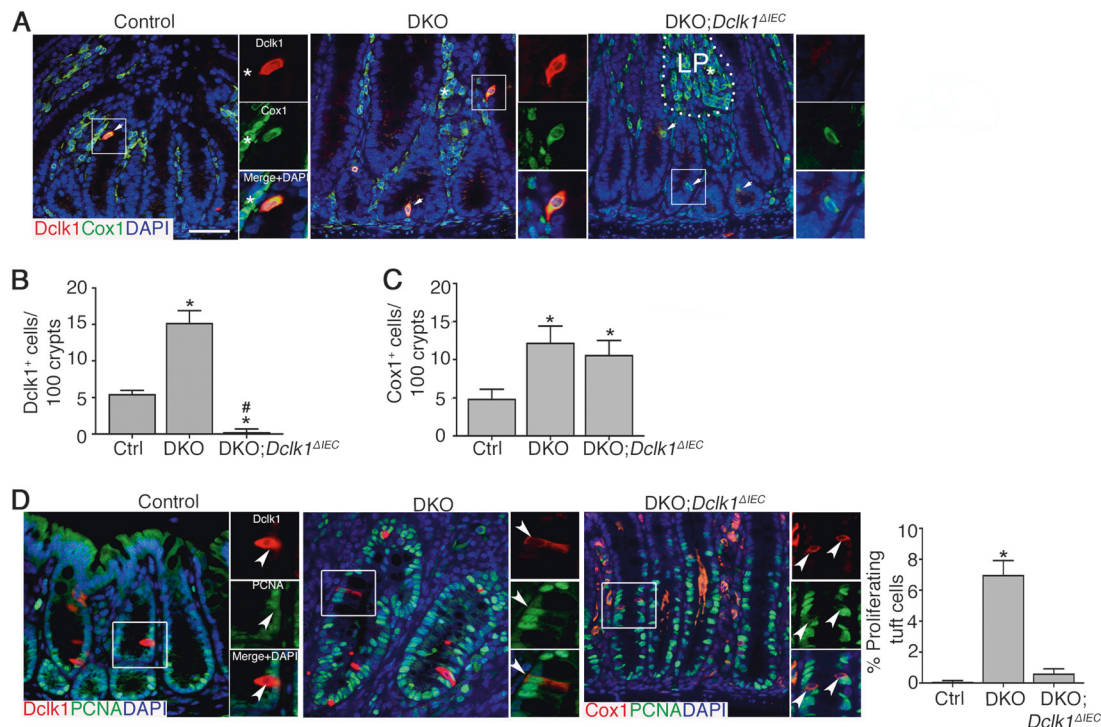 A
Control
DKO
DKO;Dclk1ΔIEC
Dclk1
*
Cox1
*
Merge+DAPI
*
Dclk1Cox1DAPI
*
LP
*
B
Dclk1+ cells/
100 crypts
20
15
10
5
0
*
#
*
Ctrl
DKO
DKO;Dclk1ΔIEC
C
Cox1+ cells/
100 crypts
20
15
10
5
0
*
*
Ctrl
DKO
DKO;Dclk1ΔIEC
D
Control
DKO
DKO;Dclk1ΔIEC
Dclk1
PCNA
Merge+DAPI
Dclk1PCNADAPI
Cox1PCNADAPI
% Proliferating
tuft cells
10
8
6
4
2
0
*
Ctrl
DKO
DKO;
Dclk1ΔIEC